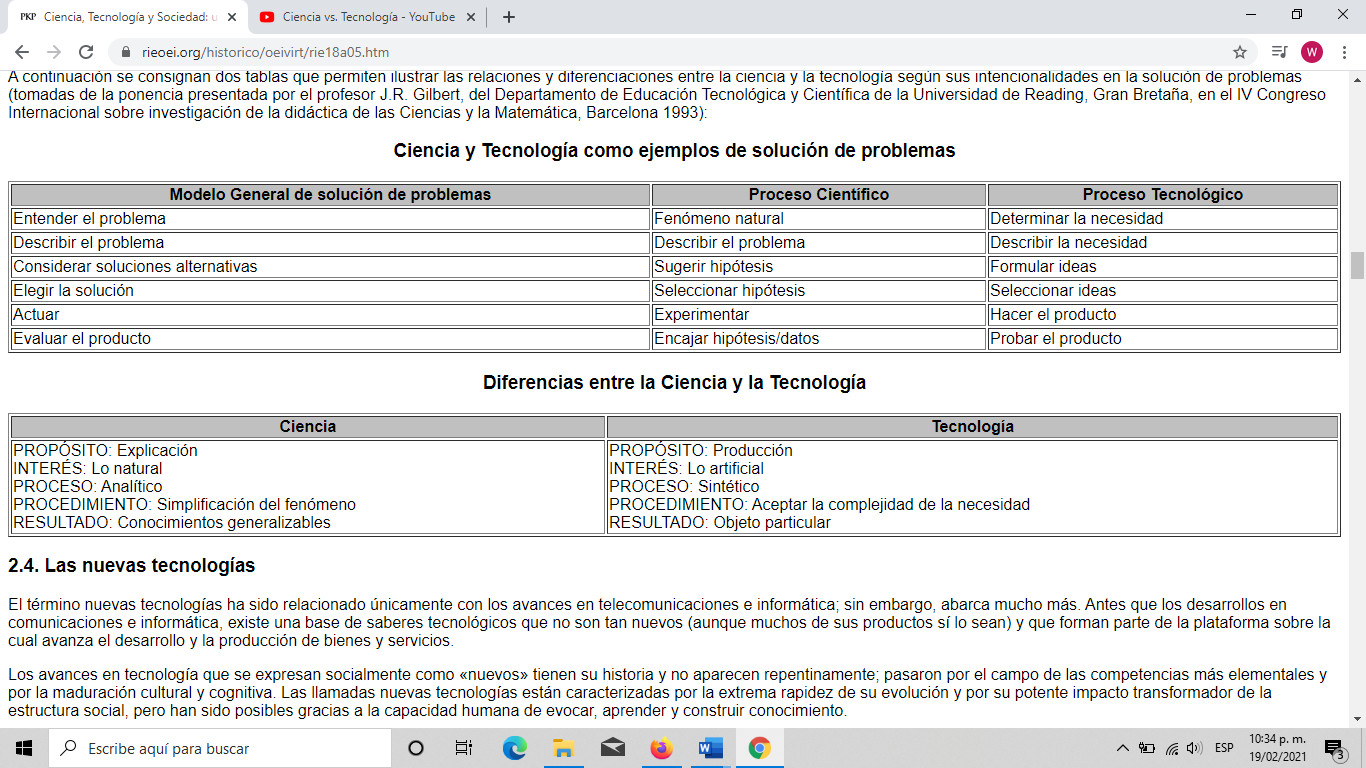 PKP Ciencia, Tecnología y Sociedad: u
Ciencia vs. Tecnología - YouTube
rieoei.org/historico/oeivirt/rie18a05.htm
W
A continuación se consignan dos tablas que permiten ilustrar las relaciones y diferenciaciones entre la ciencia y la tecnología según sus intencionalidades en la solución de problemas
(tomadas de la ponencia presentada por el profesor J.R. Gilbert, del Departamento de Educación Tecnológica y Científica de la Universidad de Reading, Gran Bretaña, en el IV Congreso
Internacional sobre investigación de la didáctica de las Ciencias y la Matemática, Barcelona 1993):
Ciencia y Tecnología como ejemplos de solución de problemas
Modelo General de solución de problemas Proceso Científico Proceso Tecnológico
Entender el problema Fenómeno natural Determinar la necesidad
Describir el problema Describir el problema Describir la necesidad
Considerar soluciones alternativas Sugerir hipótesis Formular ideas
Elegir la solución Seleccionar hipótesis Seleccionar ideas
Actuar Experimentar Hacer el producto
Evaluar el producto Encajar hipótesis/datos Probar el producto
Diferencias entre la Ciencia y la Tecnología
Ciencia Tecnología
PROPÓSITO: Explicación PROPÓSITO: Producción
INTERÉS: Lo natural INTERÉS: Lo artificial
PROCESO: Analítico PROCESO: Sintético
PROCEDIMIENTO: Simplificación del fenómeno PROCEDIMIENTO: Aceptar la complejidad de la necesidad
RESULTADO: Conocimientos generalizables RESULTADO: Objeto particular
2.4. Las nuevas tecnologías
El término nuevas tecnologías ha sido relacionado únicamente con los avances en telecomunicaciones e informática; sin embargo, abarca mucho más. Antes que los desarrollos en
comunicaciones e informática, existe una base de saberes tecnológicos que no son tan nuevos (aunque muchos de sus productos sí lo sean) y que forman parte de la plataforma sobre la
cual avanza el desarrollo y la producción de bienes y servicios.
Los avances en tecnología que se expresan socialmente como «nuevos» tienen su historia y no aparecen repentinamente; pasaron por el campo de las competencias más elementales y
por la maduración cultural y cognitiva. Las llamadas nuevas tecnologías están caracterizadas por la extrema rapidez de su evolución y por su potente impacto transformador de la
estructura social, pero han sido posibles gracias a la capacidad humana de evocar, aprender y construir conocimiento.
Escribe aquí para buscar
W
ESP
10:34 p. m.
19/02/2021
3